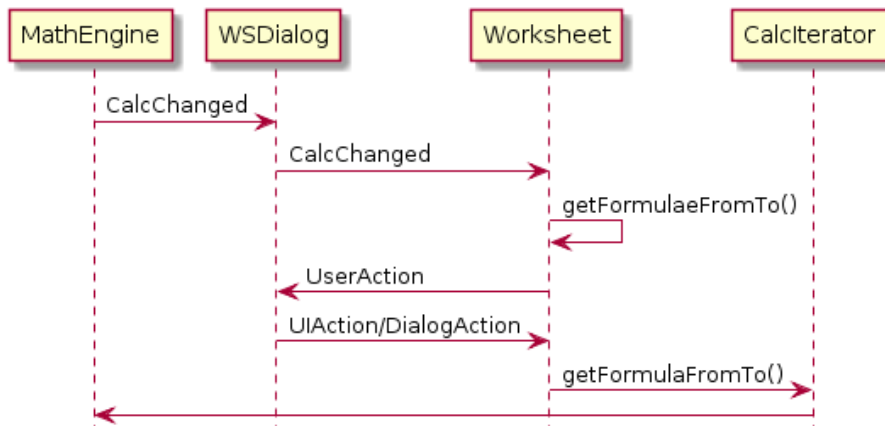 MathEngine
WSDialog
Worksheet
CalcIterator
CalcChanged
CalcChanged
getFormulaeFromTo()
UserAction
UIAction/DialogAction
getFormulaFromTo()